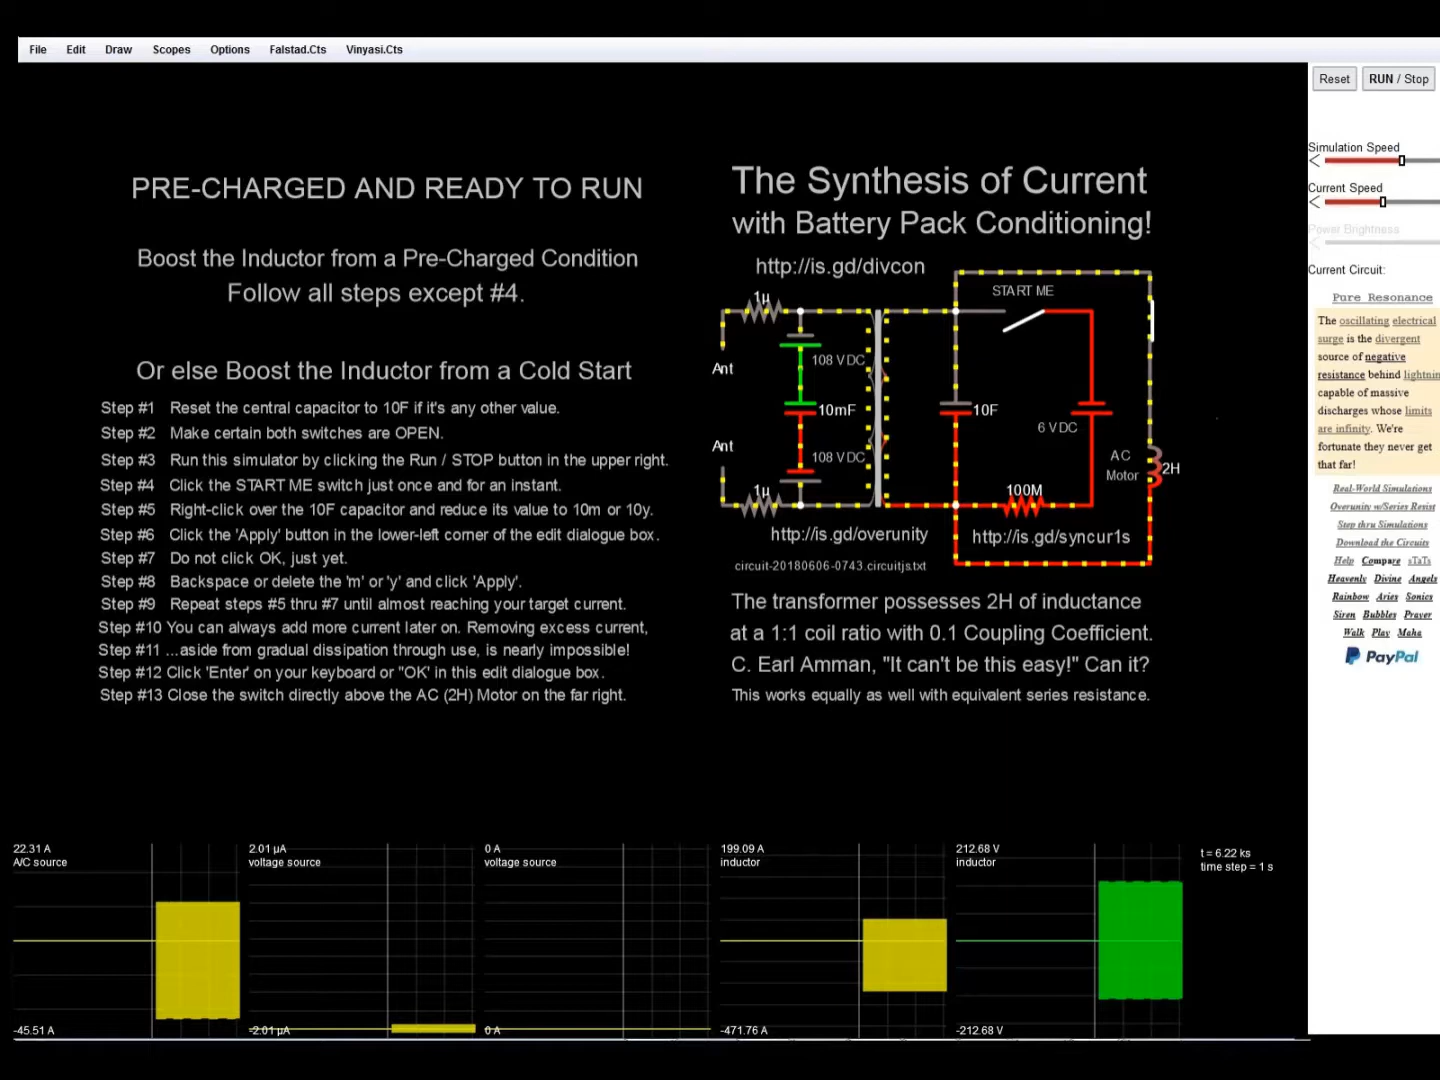 File Edit Draw Scopes Options Falstad.Cts Vinyasi.Cts
Reset RUN / Stop
Simulation Speed
Current Speed
Power Brightness
Current Circuit:
Pure Resonance
The oscillating electrical
surge is the divergent
source of negative
resistance behind lightnin
capable of massive
discharges whose limits
are infinity. We're
fortunate they never get
that far!
Real-World Simulations
Overunity w/Series Resist
Step thru Simulations
Download the Circuits
Help Compare sTaTs
Heavenly Divine Angels
Rainbow Aries Sonics
Siren Bubbles Prayer
Walk Play Maha
PayPal
PRE-CHARGED AND READY TO RUN
Boost the Inductor from a Pre-Charged Condition
Follow all steps except #4.
Or else Boost the Inductor from a Cold Start
Step #1 Reset the central capacitor to 10F if it's any other value.
Step #2 Make certain both switches are OPEN.
Step #3 Run this simulator by clicking the Run / STOP button in the upper right.
Step #4 Click the START ME switch just once and for an instant.
Step #5 Right-click over the 10F capacitor and reduce its value to 10m or 10y.
Step #6 Click the 'Apply' button in the lower-left corner of the edit dialogue box.
Step #7 Do not click OK, just yet.
Step #8 Backspace or delete the 'm' or 'y' and click 'Apply'.
Step #9 Repeat steps #5 thru #7 until almost reaching your target current.
Step #10 You can always add more current later on. Removing excess current,
Step #11 ...aside from gradual dissipation through use, is nearly impossible!
Step #12 Click 'Enter' on your keyboard or "OK" in this edit dialogue box.
Step #13 Close the switch directly above the AC (2H) Motor on the far right.
The Synthesis of Current
with Battery Pack Conditioning!
http://is.gd/divcon
START ME
1μ
Ant
108 VDC
10mF
10F
6 VDC
Ant
108 VDC
AC
Motor
2H
1μ
100M
http://is.gd/overunity
http://is.gd/syncur1s
circuit-20180606-0743.circuitjs.txt
The transformer possesses 2H of inductance
at a 1:1 coil ratio with 0.1 Coupling Coefficient.
C. Earl Amman, "It can't be this easy!" Can it?
This works equally as well with equivalent series resistance.
22.31 A
A/C source
-45.51 A
2.01 μA
voltage source
-2.01 μA
0 A
voltage source
0 A
199.09 A
inductor
-471.76 A
212.68 V
inductor
-212.68 V
t = 6.22 ks
time step = 1 s